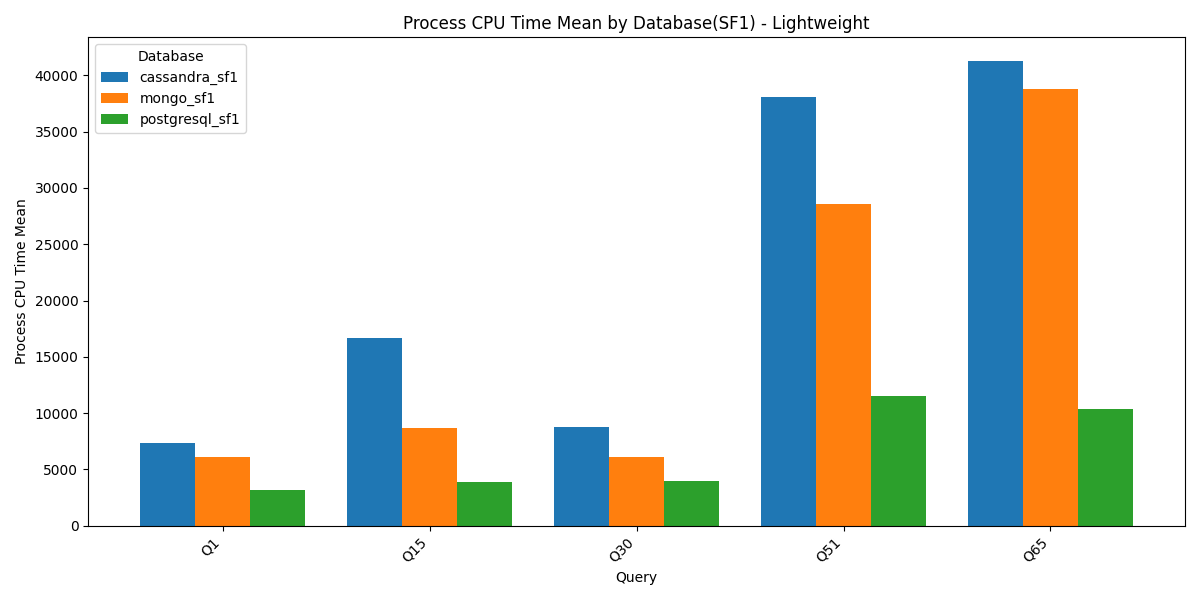 Process CPU Time Mean by Database(SF1) - Lightweight
Database
cassandra_sf1
mongo_sf1
postgresql_sf1
Process CPU Time Mean
40000
35000
30000
25000
20000
15000
10000
5000
0
Q1
Q15
Q30
Q51
Q65
Query